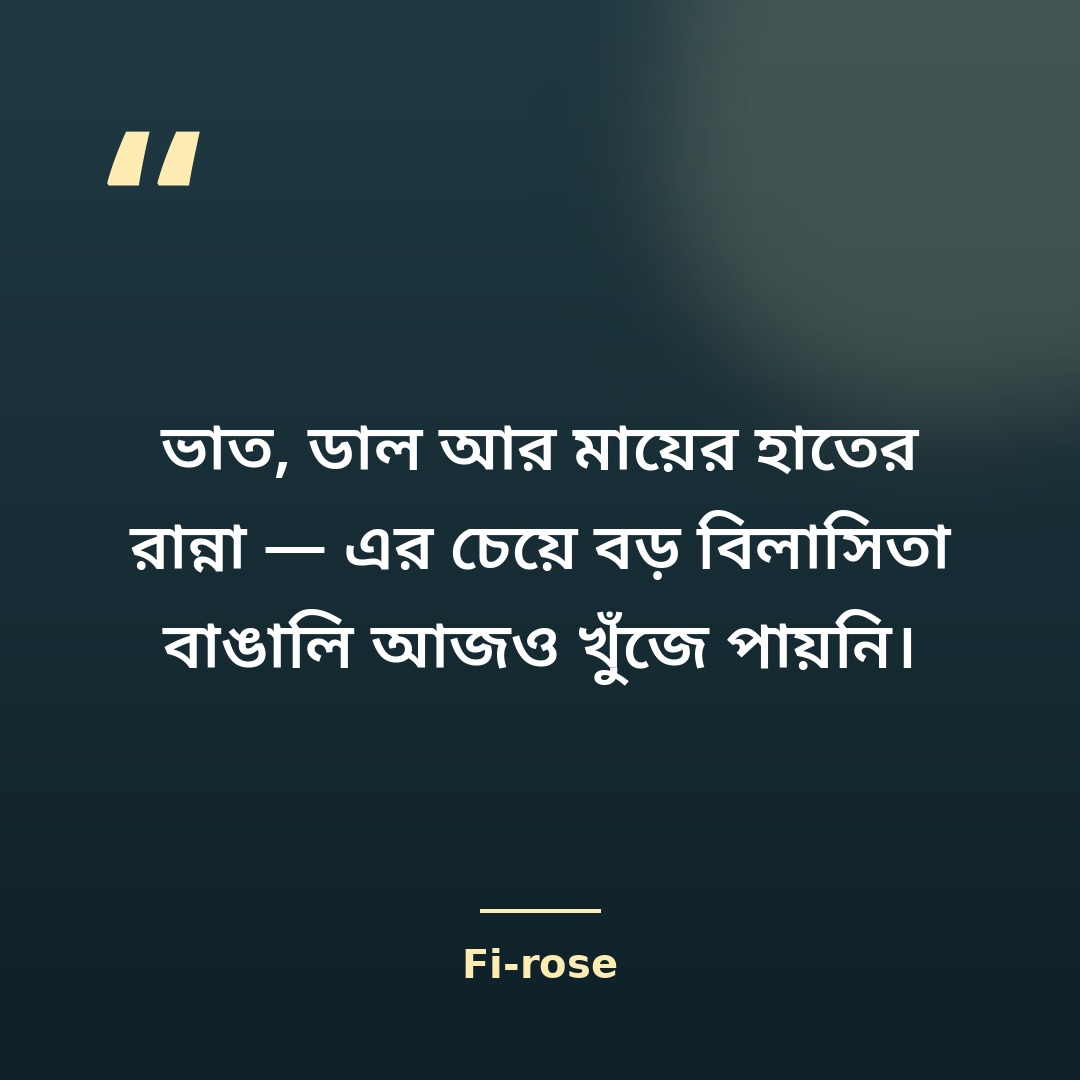 “
ভাত, ডাল আর মায়ের হাতের
রান্না — এর চেয়ে বড় বিলাসিতা
বাঙালি আজও খুঁজে পায়নি।
Fi-rose